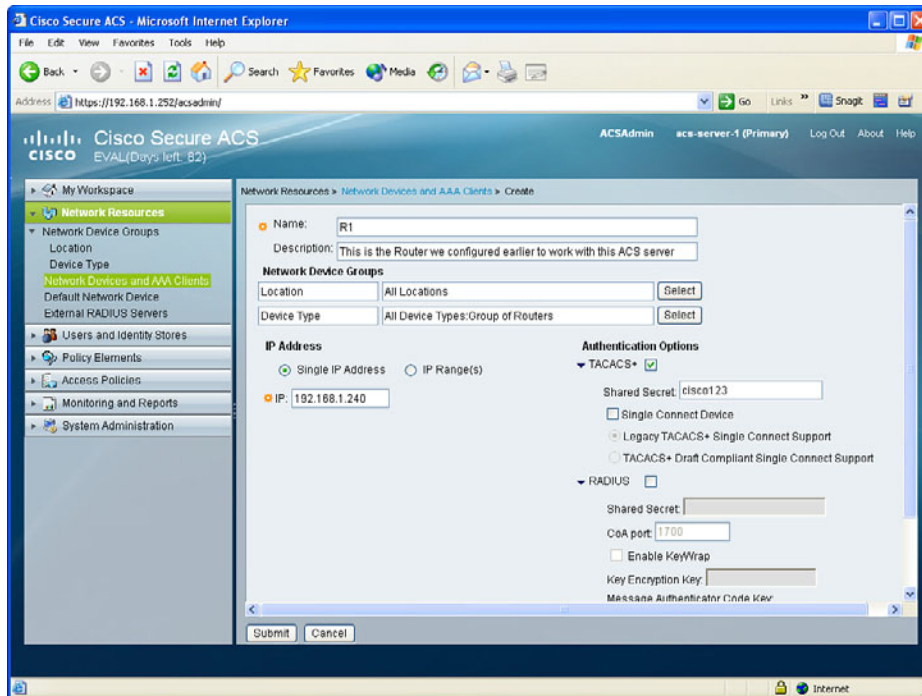 Cisco Secure ACS - Microsoft Internet Explorer
File Edit View Favorites Tools Help
Back Search Favorites Media
Address https://192.168.1.252/acsadmin/ Go Links » SnagIt
CISCO Cisco Secure ACS
EVAL(Days left: 82)
ACSAdmin acs-server-1 (Primary) Log Out About Help
My Workspace
Network Resources
Network Device Groups
Location
Device Type
Network Devices and AAA Clients
Default Network Device
External RADIUS Servers
Users and Identity Stores
Policy Elements
Access Policies
Monitoring and Reports
System Administration
Network Resources > Network Devices and AAA Clients > Create
Name: R1
Description: This is the Router we configured earlier to work with this ACS server
Network Device Groups
Location All Locations Select
Device Type All Device Types:Group of Routers Select
IP Address
Single IP Address IP Range(s)
IP: 192.168.1.240
Authentication Options
TACACS+
Shared Secret: cisco123
Single Connect Device
Legacy TACACS+ Single Connect Support
TACACS+ Draft Compliant Single Connect Support
RADIUS
Shared Secret:
CoA port: 1700
Enable KeyWrap
Key Encryption Key:
Message Authenticator Code Key:
Submit Cancel
Internet